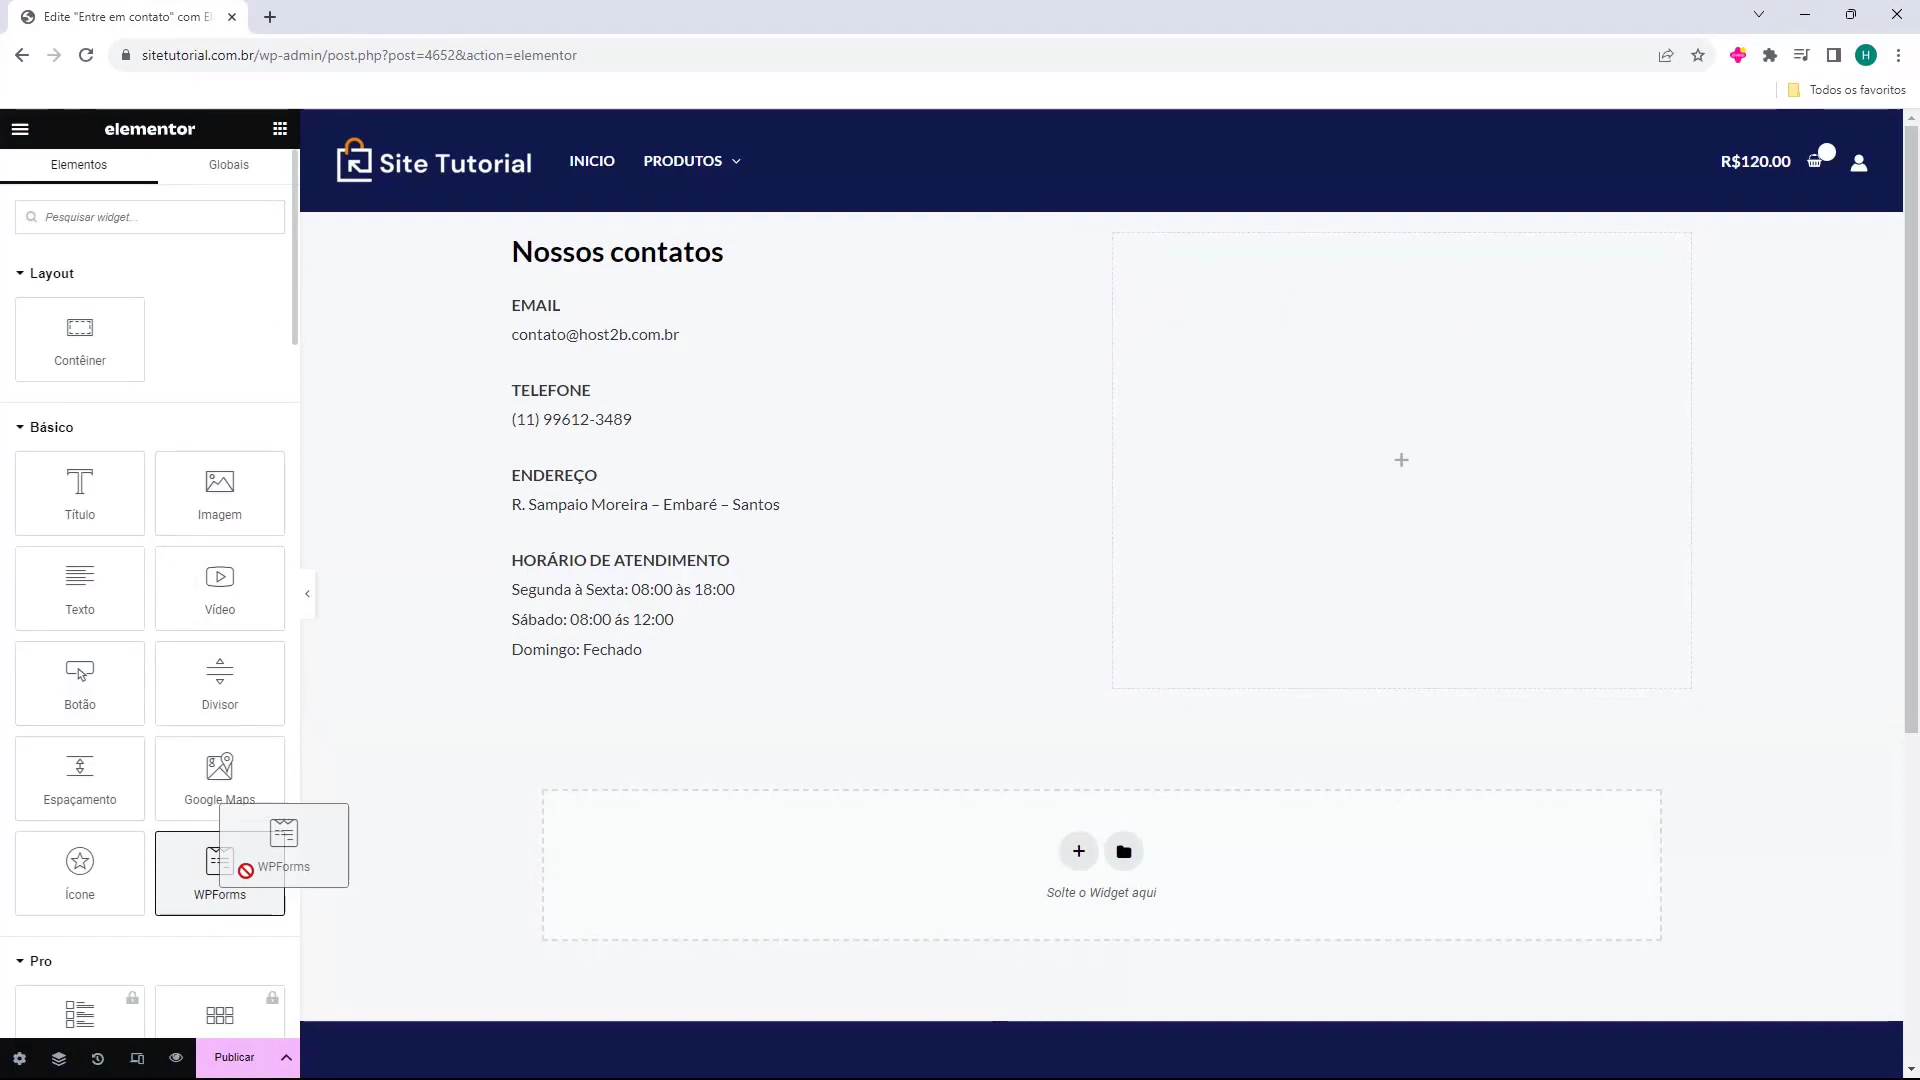 Edite "Entre em contato" com El
sitetutorial.com.br/wp-admin/post.php?post=4652&action=elementor
H
Todos os favoritos
elementor
Elementos
Globais
Pesquisar widget...
Layout
Contêiner
Básico
Título
Imagem
Texto
Vídeo
Botão
Divisor
Espaçamento
Google Maps
WPForms
Ícone
WPForms
Pro
Publicar
Site Tutorial
INICIO
PRODUTOS
R$120.00
Nossos contatos
EMAIL
contato@host2b.com.br
TELEFONE
(11) 99612-3489
ENDEREÇO
R. Sampaio Moreira – Embaré – Santos
HORÁRIO DE ATENDIMENTO
Segunda à Sexta: 08:00 às 18:00
Sábado: 08:00 ás 12:00
Domingo: Fechado
Solte o Widget aqui